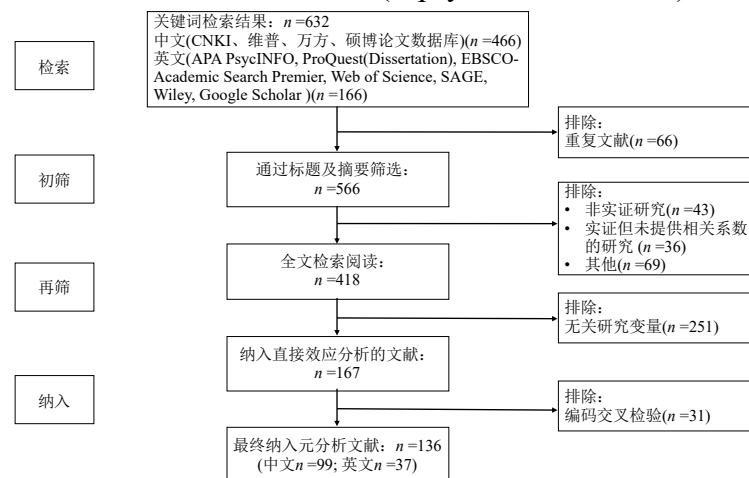 关键词检索结果：n =632
中文(CNKI、维普、万方、硕博论文数据库)(n =466)
英文(APA PsycINFO, ProQuest(Dissertation), EBSCO-
Academic Search Premier, Web of Science, SAGE,
Wiley, Google Scholar )(n =166)
检索
排除：
重复文献(n =66)
初筛
通过标题及摘要筛选：
n =566
排除：
• 非实证研究(n =43)
• 实证但未提供相关系数
的研究 (n =36)
• 其他(n =69)
再筛
全文检索阅读：
n =418
排除：
无关研究变量(n =251)
纳入直接效应分析的文献：
n =167
纳入
排除：
编码交叉检验(n =31)
最终纳入元分析文献：n =136
(中文n =99; 英文n =37)